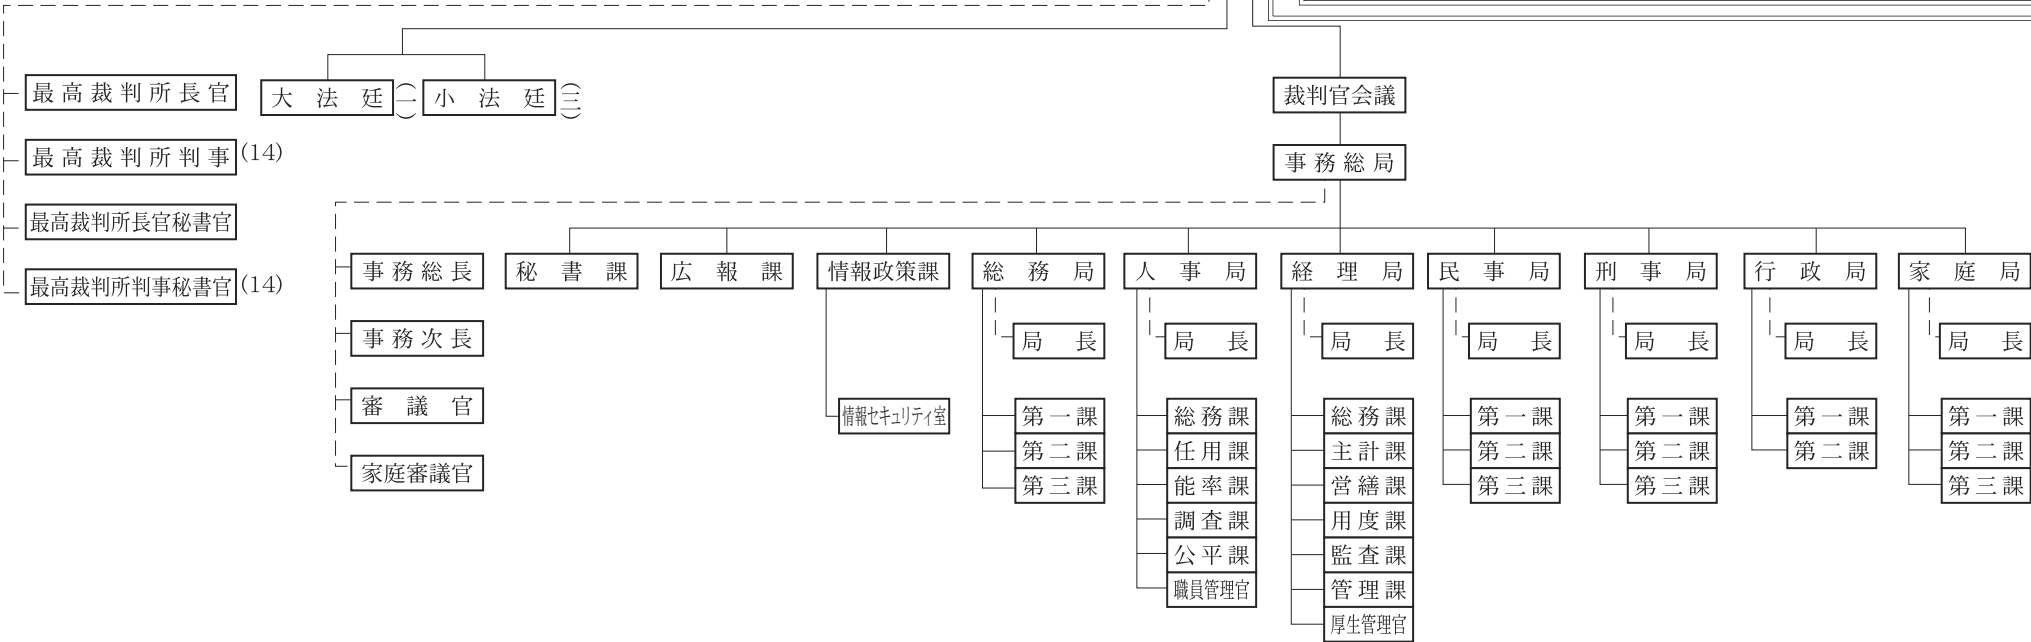 最高裁判所長官
最高裁判所判事(14)
最高裁判所長官秘書官
最高裁判所判事秘書官(14)
大法廷(一)
小法廷(三)
裁判官会議
事務総局
事務総長
事務次長
審議官
家庭審議官
秘書課
広報課
情報政策課
情報セキュリティ室
総務局
局長
第一課
第二課
第三課
人事局
局長
総務課
任用課
能率課
調査課
公平課
職員管理官
経理局
局長
総務課
主計課
営繕課
用度課
監査課
管理課
厚生管理官
民事局
局長
第一課
第二課
第三課
刑事局
局長
第一課
第二課
第三課
行政局
局長
第一課
第二課
家庭局
局長
第一課
第二課
第三課